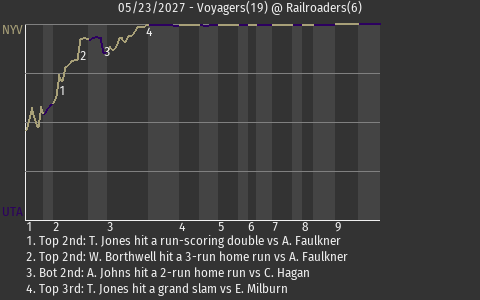 05/23/2027 - Voyagers(19) @ Railroaders(6)
NYV
4
2
3
1
UTA
1 2 3 4 5 6 7 8 9
1. Top 2nd: T. Jones hit a run-scoring double vs A. Faulkner
2. Top 2nd: W. Borthwell hit a 3-run home run vs A. Faulkner
3. Bot 2nd: A. Johns hit a 2-run home run vs C. Hagan
4. Top 3rd: T. Jones hit a grand slam vs E. Milburn